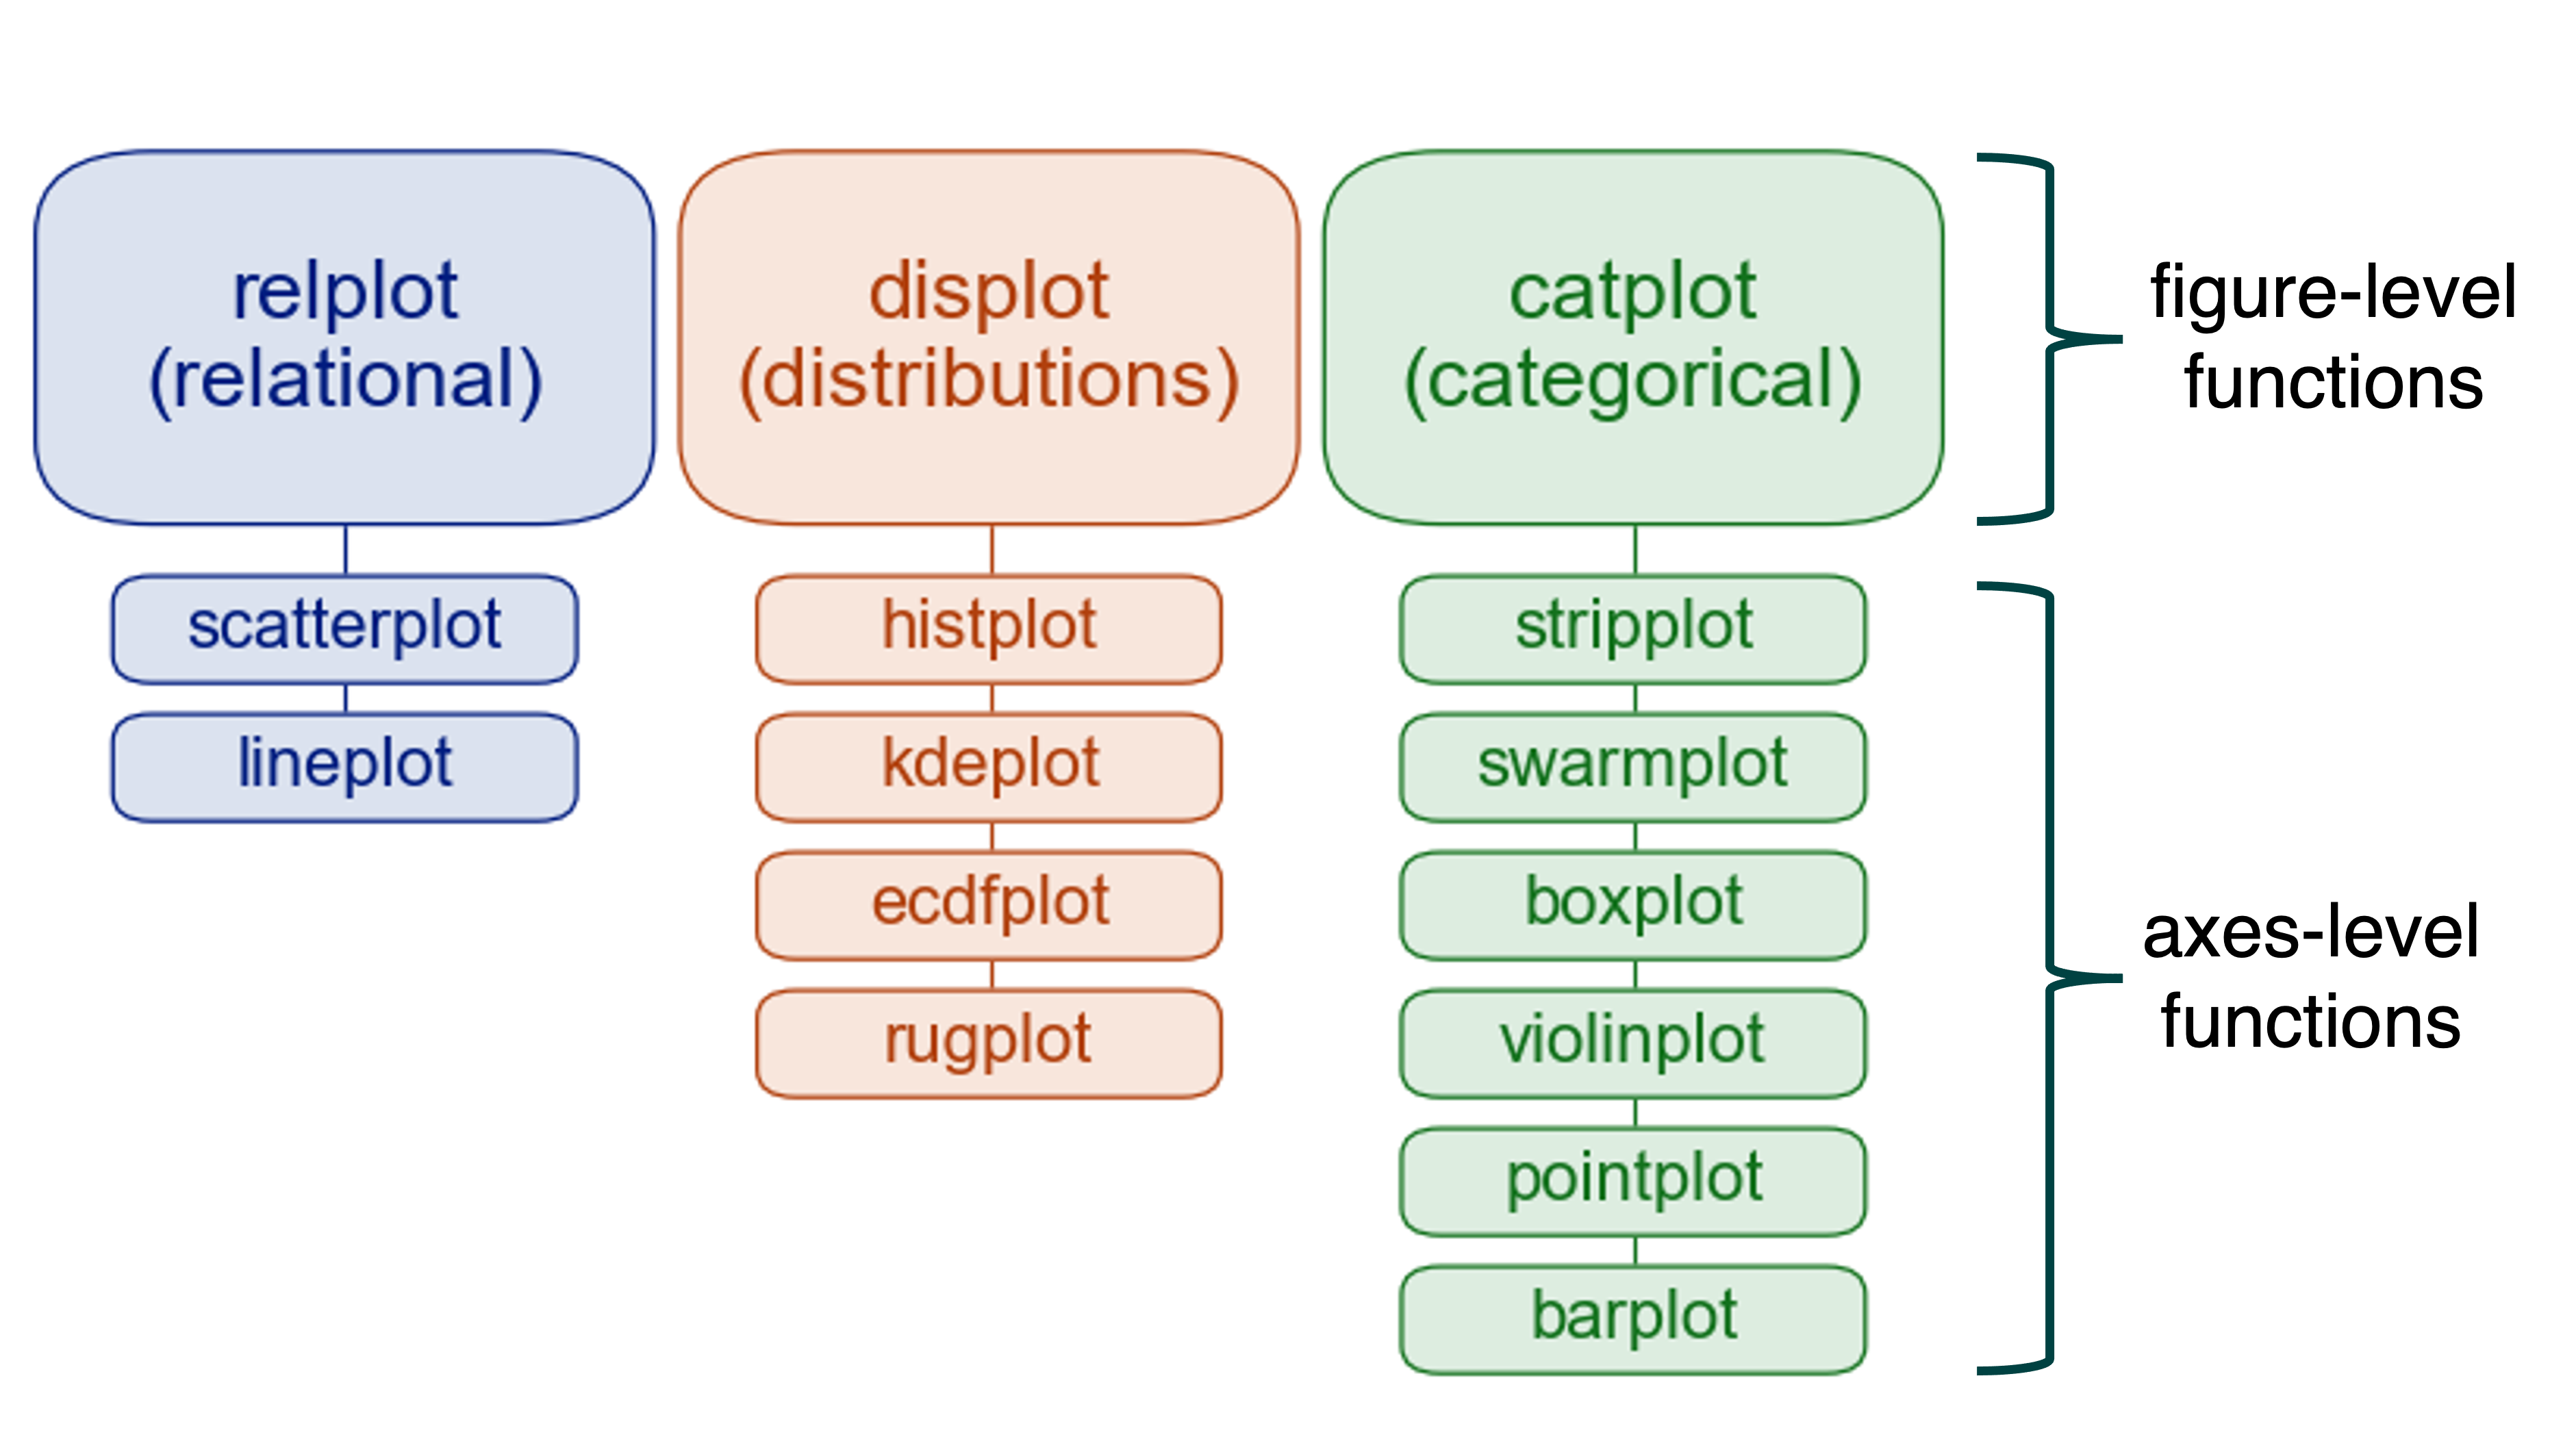 relplot
(relational)
displot
(distributions)
catplot
(categorical)
figure-level
functions
scatterplot
lineplot
histplot
kdeplot
ecdfplot
rugplot
stripplot
swarmplot
boxplot
violinplot
pointplot
barplot
axes-level
functions